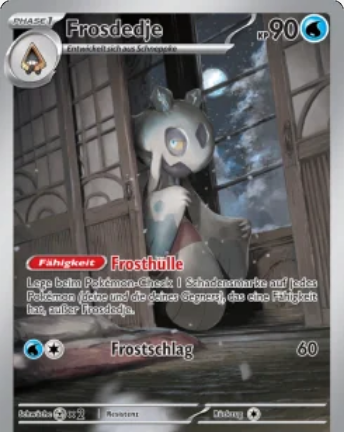 PHASE 1
Frosdedje
KP 90
Entwickelt sich aus Schneppke
Fähigkeit Frosthülle
Lege beim Pokémon-Check 1 Schadensmarke auf jedes
Pokémon (deine und die deines Gegners), das eine Fähigkeit
hat, außer Frosdedje.
Frostschlag 60
Schwäche ×2 Resistenz Rückzug